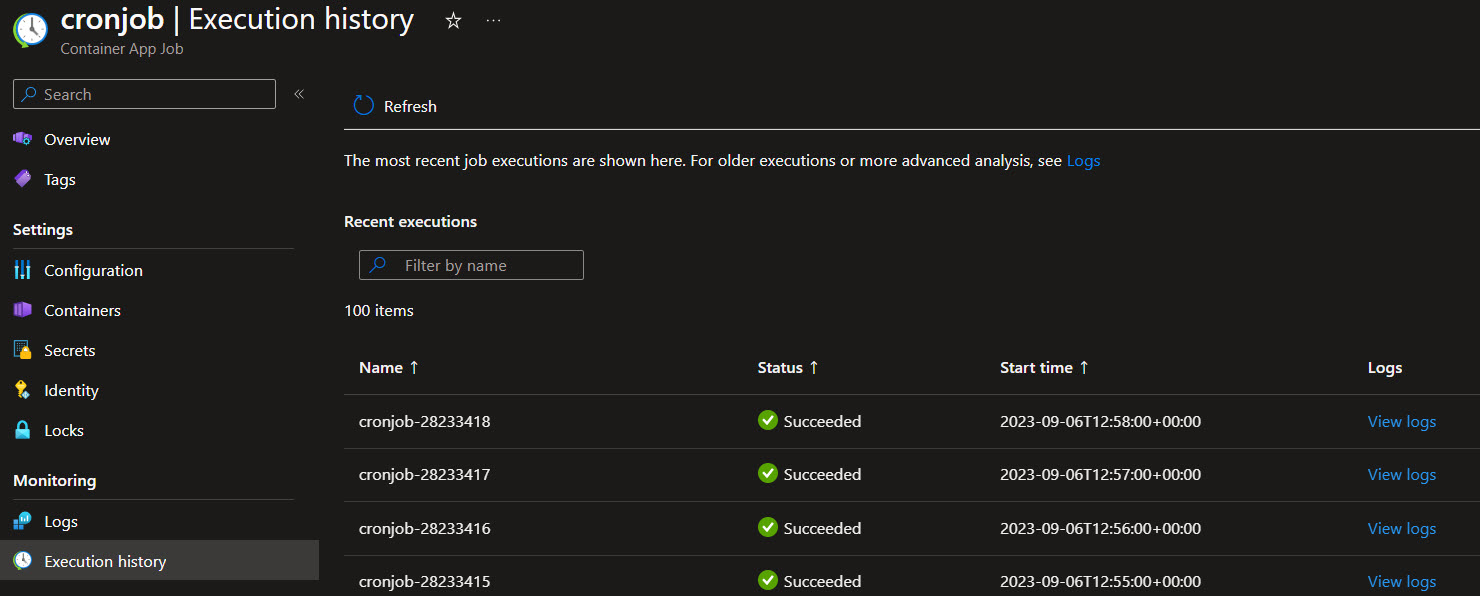 cronjob | Execution history
Container App Job
Search
Overview
Tags
Settings
Configuration
Containers
Secrets
Identity
Locks
Monitoring
Logs
Execution history
Refresh
The most recent job executions are shown here. For older executions or more advanced analysis, see Logs
Recent executions
Filter by name
100 items
Name ↑ Status ↑ Start time ↑ Logs
cronjob-28233418 Succeeded 2023-09-06T12:58:00+00:00 View logs
cronjob-28233417 Succeeded 2023-09-06T12:57:00+00:00 View logs
cronjob-28233416 Succeeded 2023-09-06T12:56:00+00:00 View logs
cronjob-28233415 Succeeded 2023-09-06T12:55:00+00:00 View logs